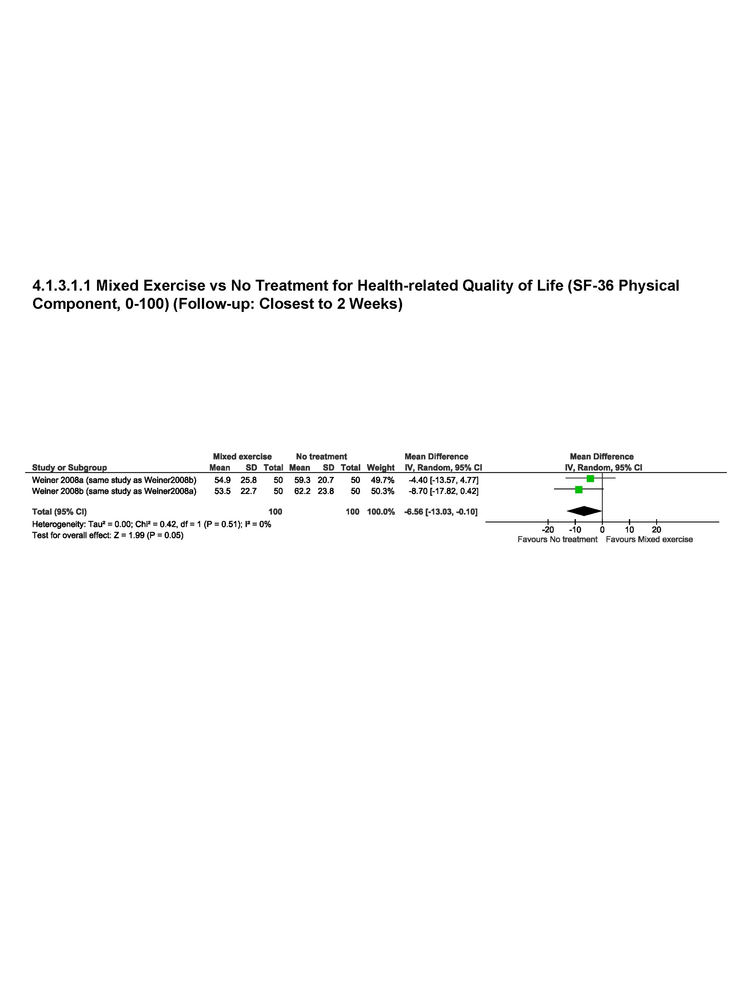 4.1.3.1.1 Mixed Exercise vs No Treatment for Health-related Quality of Life (SF-36 Physical
Component, 0-100) (Follow-up: Closest to 2 Weeks)
Mixed exercise No treatment Mean Difference Mean Difference
Study or Subgroup Mean SD Total Mean SD Total Weight IV, Random, 95% CI IV, Random, 95% CI
Weiner 2008a (same study as Weiner2008b) 54.9 25.8 50 59.3 20.7 50 49.7% -4.40 [-13.57, 4.77]
Weiner 2008b (same study as Weiner2008a) 53.5 22.7 50 62.2 23.8 50 50.3% -8.70 [-17.82, 0.42]
Total (95% CI) 100 100 100.0% -6.56 [-13.03, -0.10]
Heterogeneity: Tau² = 0.00; Chi² = 0.42, df = 1 (P = 0.51); I² = 0%
Test for overall effect: Z = 1.99 (P = 0.05)
-20 -10 0 10 20
Favours No treatment Favours Mixed exercise